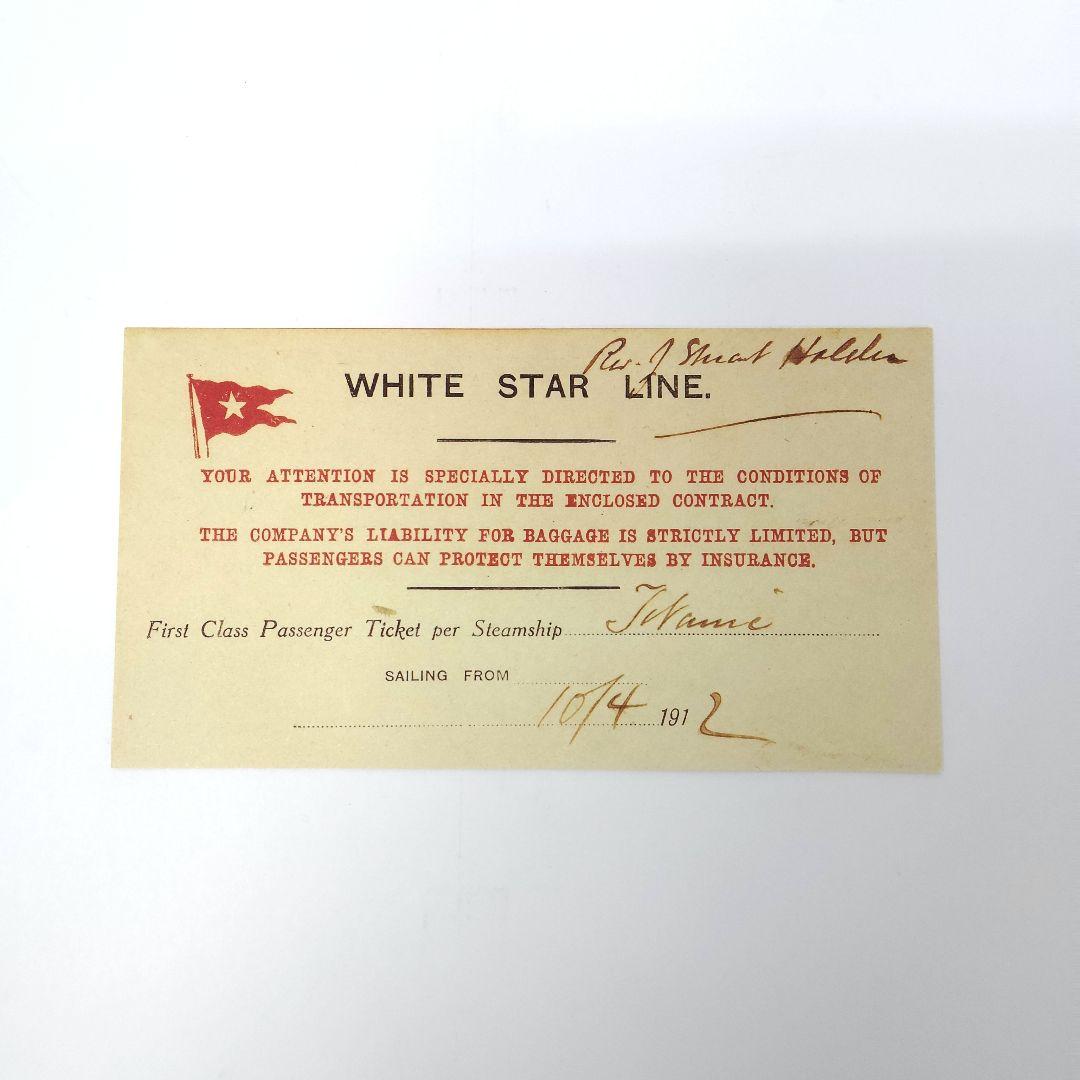 Rev. J Stuart Holden
WHITE STAR LINE.
YOUR ATTENTION IS SPECIALLY DIRECTED TO THE CONDITIONS OF
TRANSPORTATION IN THE ENCLOSED CONTRACT.
THE COMPANY'S LIABILITY FOR BAGGAGE IS STRICTLY LIMITED, BUT
PASSENGERS CAN PROTECT THEMSELVES BY INSURANCE.
First Class Passenger Ticket per Steamship Titanic
SAILING FROM
10/4 1912